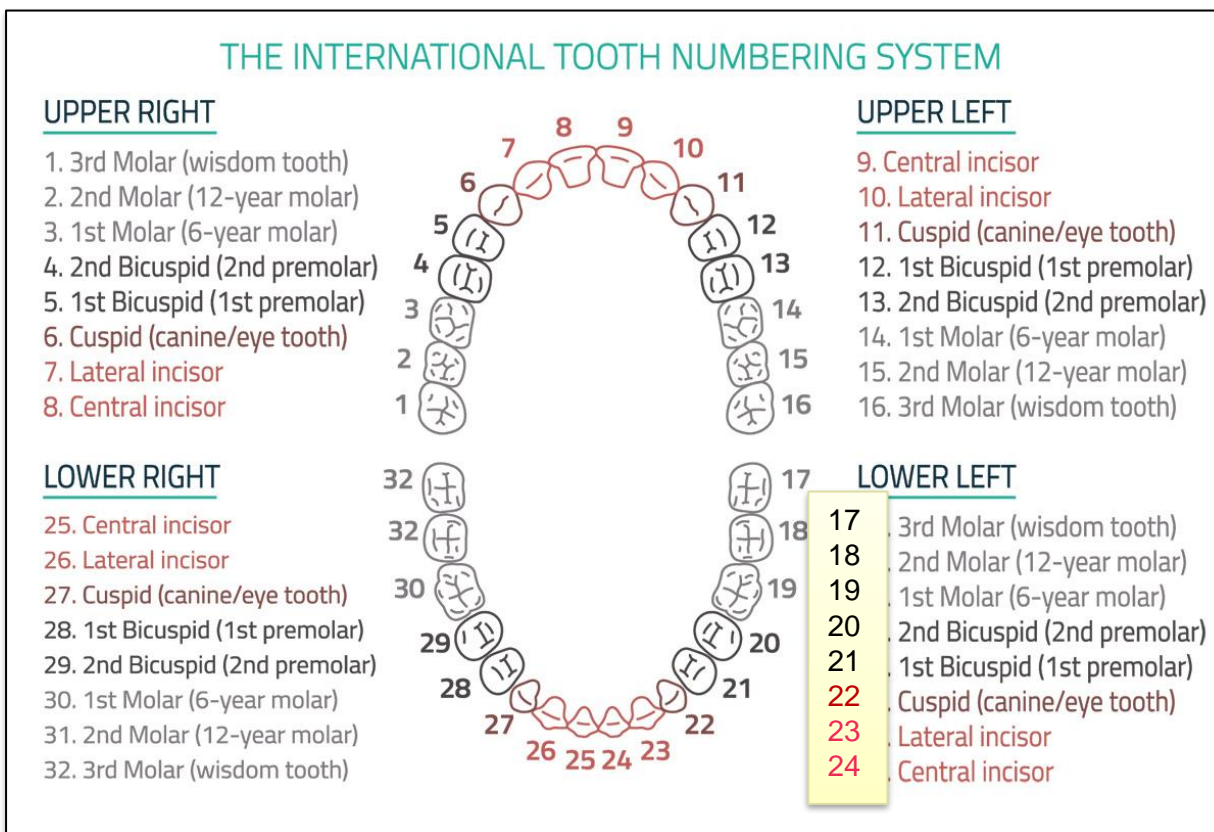 THE INTERNATIONAL TOOTH NUMBERING SYSTEM
UPPER RIGHT
1. 3rd Molar (wisdom tooth)
2. 2nd Molar (12-year molar)
3. 1st Molar (6-year molar)
4. 2nd Bicuspid (2nd premolar)
5. 1st Bicuspid (1st premolar)
6. Cuspid (canine/eye tooth)
7. Lateral incisor
8. Central incisor
UPPER LEFT
9. Central incisor
10. Lateral incisor
11. Cuspid (canine/eye tooth)
12. 1st Bicuspid (1st premolar)
13. 2nd Bicuspid (2nd premolar)
14. 1st Molar (6-year molar)
15. 2nd Molar (12-year molar)
16. 3rd Molar (wisdom tooth)
8 9
7 10
6 11
5 12
4 13
3 14
2 15
1 16
32 17
32 18
30 19
29 20
28 21
27 22
26 25 24 23
LOWER RIGHT
25. Central incisor
26. Lateral incisor
27. Cuspid (canine/eye tooth)
28. 1st Bicuspid (1st premolar)
29. 2nd Bicuspid (2nd premolar)
30. 1st Molar (6-year molar)
31. 2nd Molar (12-year molar)
32. 3rd Molar (wisdom tooth)
LOWER LEFT
17. 3rd Molar (wisdom tooth)
18. 2nd Molar (12-year molar)
19. 1st Molar (6-year molar)
20. 2nd Bicuspid (2nd premolar)
21. 1st Bicuspid (1st premolar)
22. Cuspid (canine/eye tooth)
23. Lateral incisor
24. Central incisor